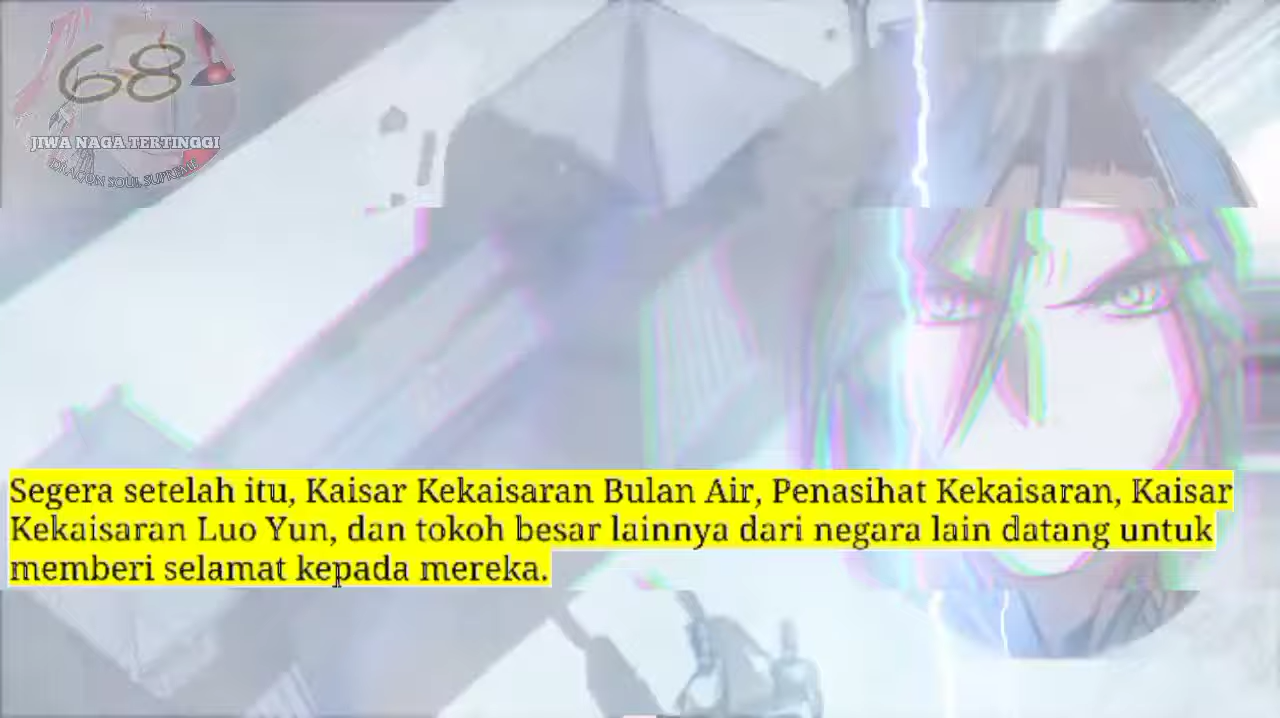 68
JIWA NAGA TERTINGGI
DRAGON SOUL SUPREME
Segera setelah itu, Kaisar Kekaisaran Bulan Air, Penasihat Kekaisaran, Kaisar
Kekaisaran Luo Yun, dan tokoh besar lainnya dari negara lain datang untuk
memberi selamat kepada mereka.